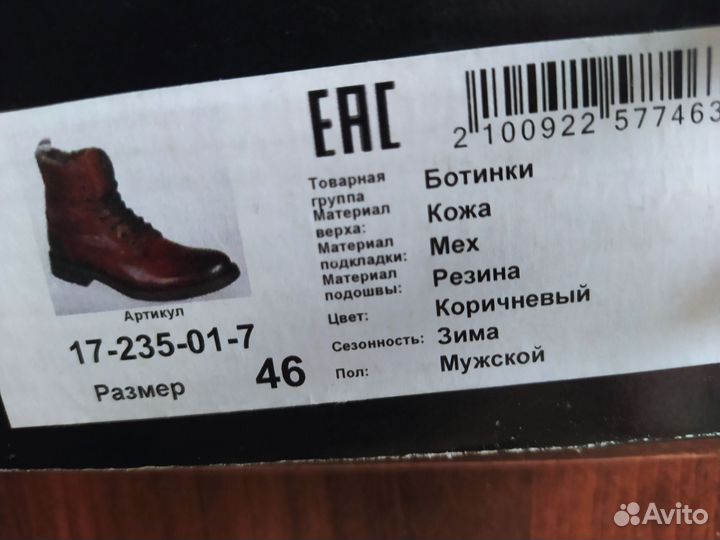 EAC
2 100922 577463
Товарная группа Ботинки
Материал верха: Кожа
Материал подкладки: Мех
Материал подошвы: Резина
Цвет: Коричневый
Сезонность: Зима
Пол: Мужской
Артикул
17-235-01-7
Размер 46
Avito